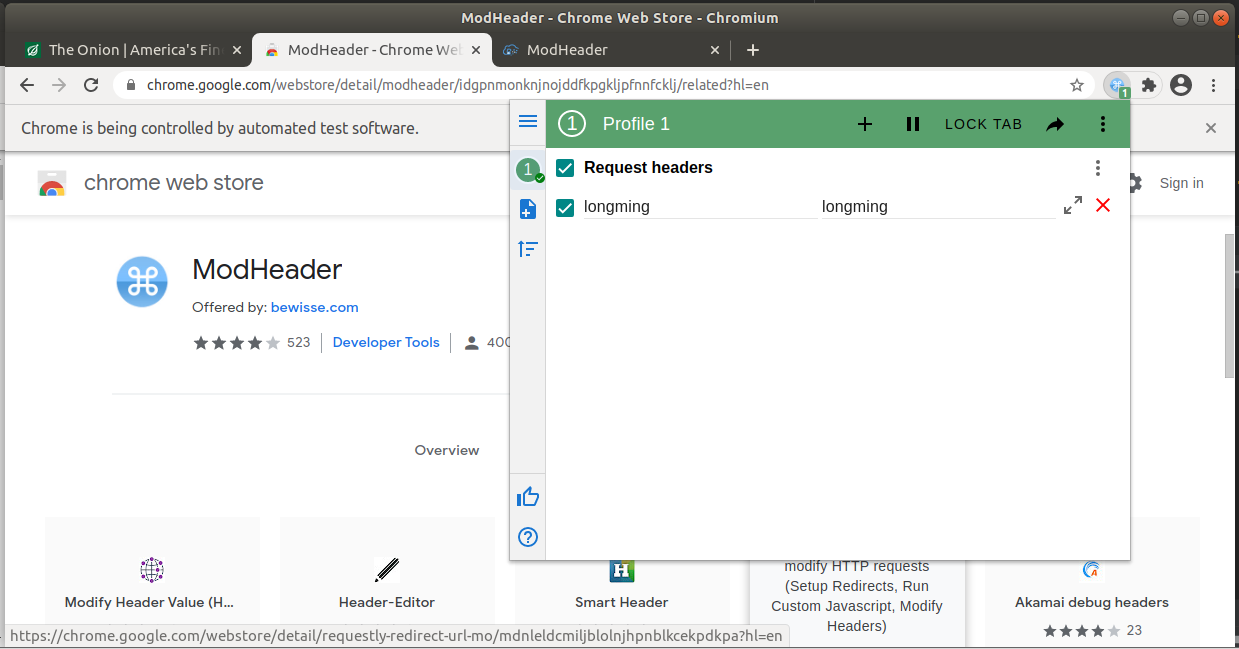 ModHeader - Chrome Web Store - Chromium
The Onion | America's Fin
ModHeader - Chrome We
ModHeader
chrome.google.com/webstore/detail/modheader/idgpnmonknjnojddfkpgkljpfnnfcklj/related?hl=en
1
Chrome is being controlled by automated test software.
1 Profile 1
LOCK TAB
1
Request headers
longming longming
chrome web store
Sign in
ModHeader
Offered by: bewisse.com
523
Developer Tools
400
Overview
Modify Header Value (H...
Header-Editor
H
Smart Header
modify HTTP requests
(Setup Redirects, Run
Custom Javascript, Modify
Headers)
Akamai debug headers
23
https://chrome.google.com/webstore/detail/requestly-redirect-url-mo/mdnleldcmiljblolnjhpnblkcekpdkpa?hl=en